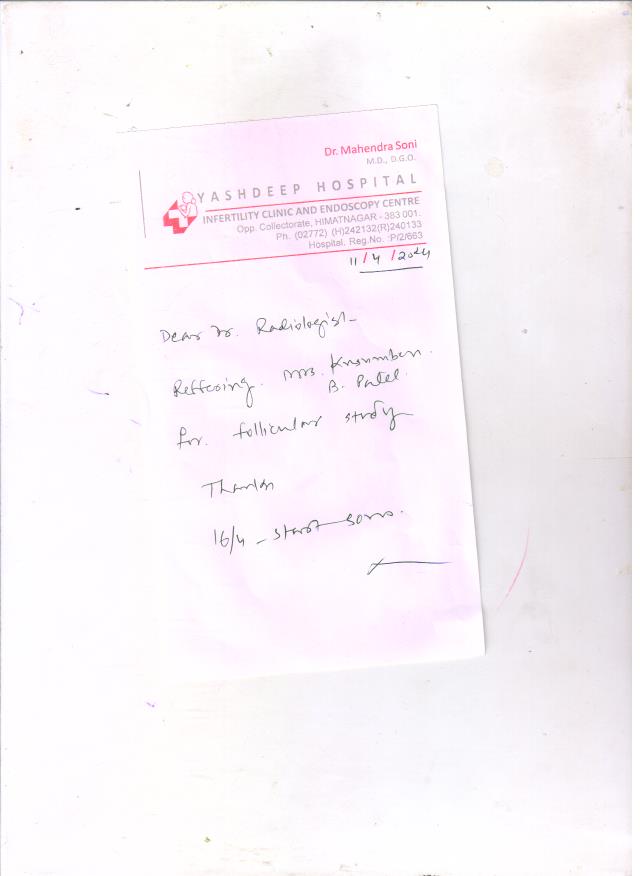 Dr. Mahendra Soni
M.D., D.G.O.
YASHDEEP HOSPITAL
INFERTILITY CLINIC AND ENDOSCOPY CENTRE
Opp. Collectorate, HIMATNAGAR - 383 001.
Ph. (02772) (H)242132(R)240133
Hospital. Reg.No. :P/2/663
11/4/2024
Dear Dr. Radiologist-
Reffering. Mrs. Kusumben.
B. Patel.
for. follicular study
Thanks
16/4 - start sono.